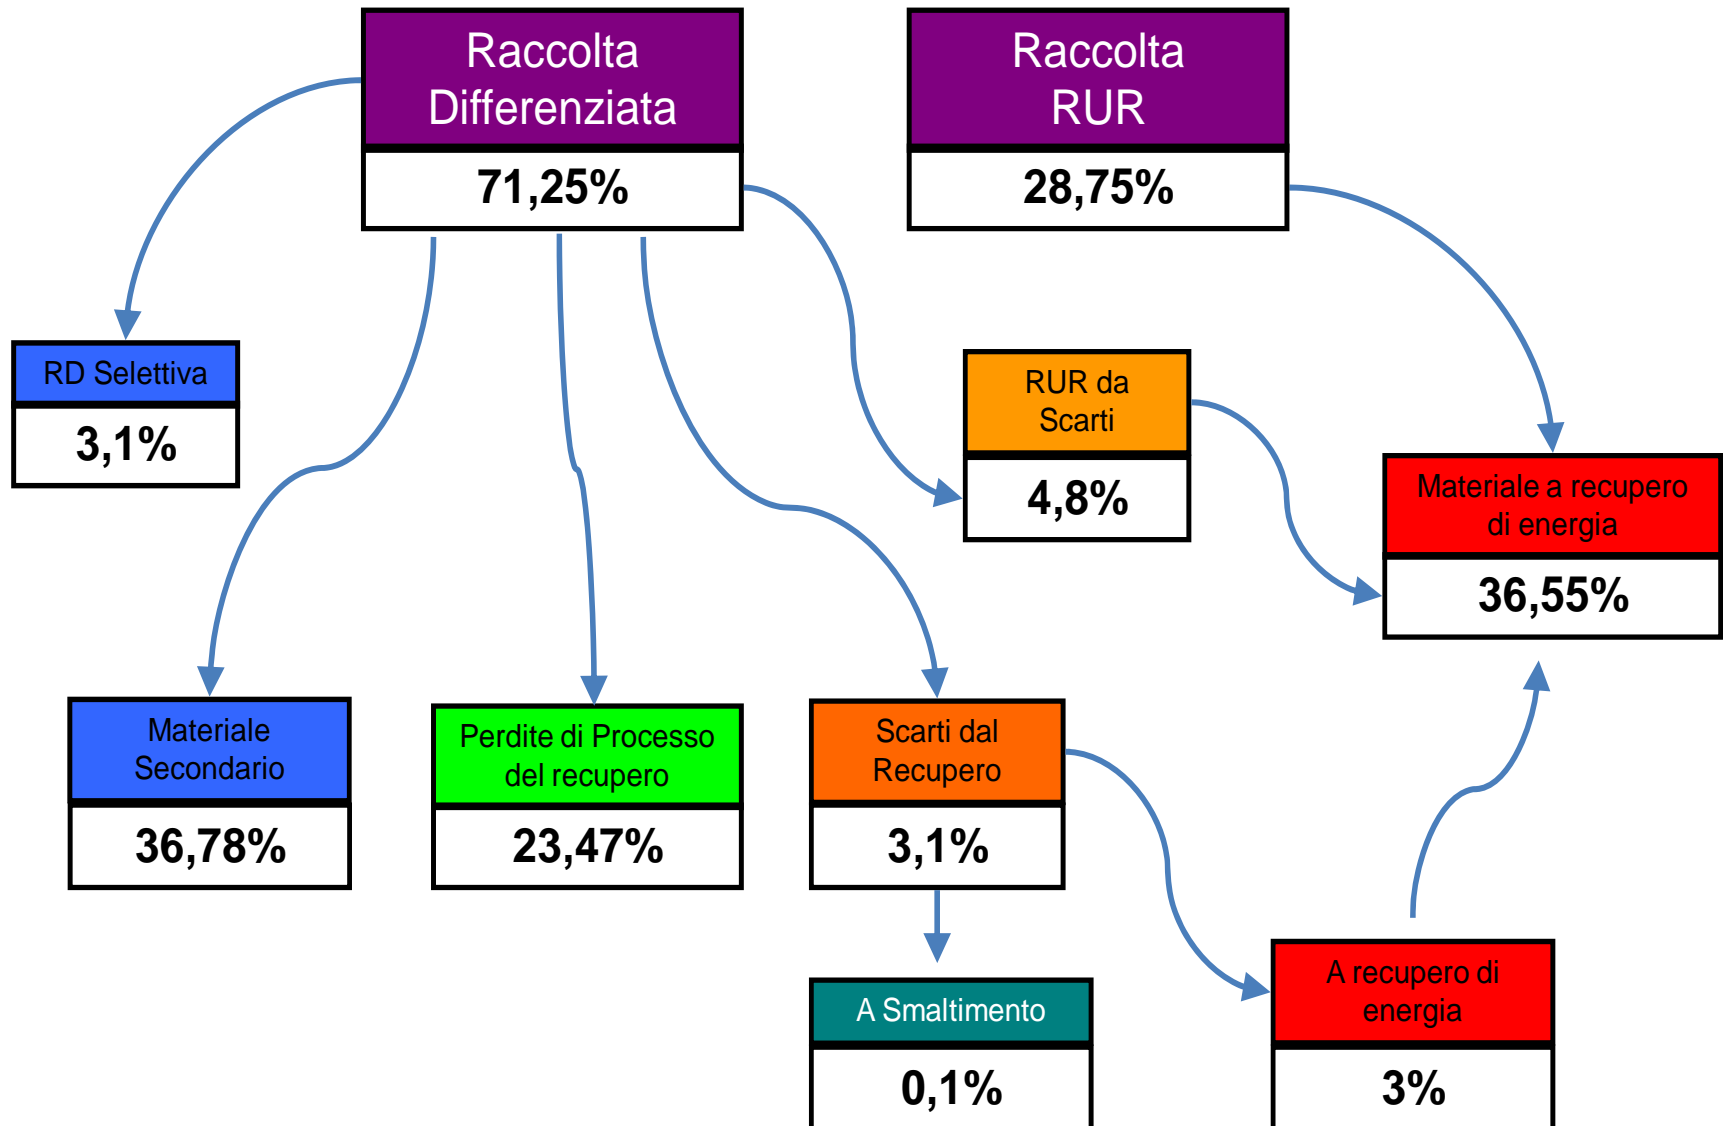 Raccolta
Differenziata
71,25%
Raccolta
RUR
28,75%
RD Selettiva
3,1%
RUR da
Scarti
4,8%
Materiale a recupero
di energia
36,55%
Materiale
Secondario
36,78%
Perdite di Processo
del recupero
23,47%
Scarti dal
Recupero
3,1%
A Smaltimento
0,1%
A recupero di
energia
3%